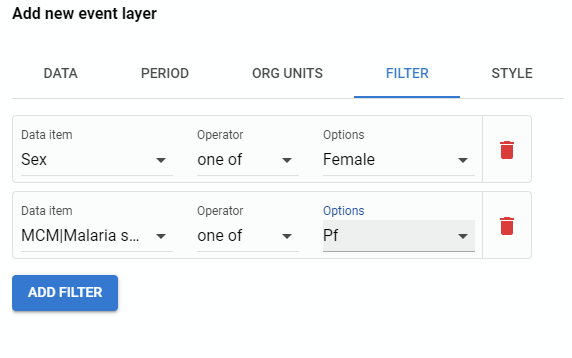 Add new event layer
DATA PERIOD ORG UNITS FILTER STYLE
Data item Operator Options
Sex one of Female
Data item Operator Options
MCM|Malaria s... one of Pf
ADD FILTER